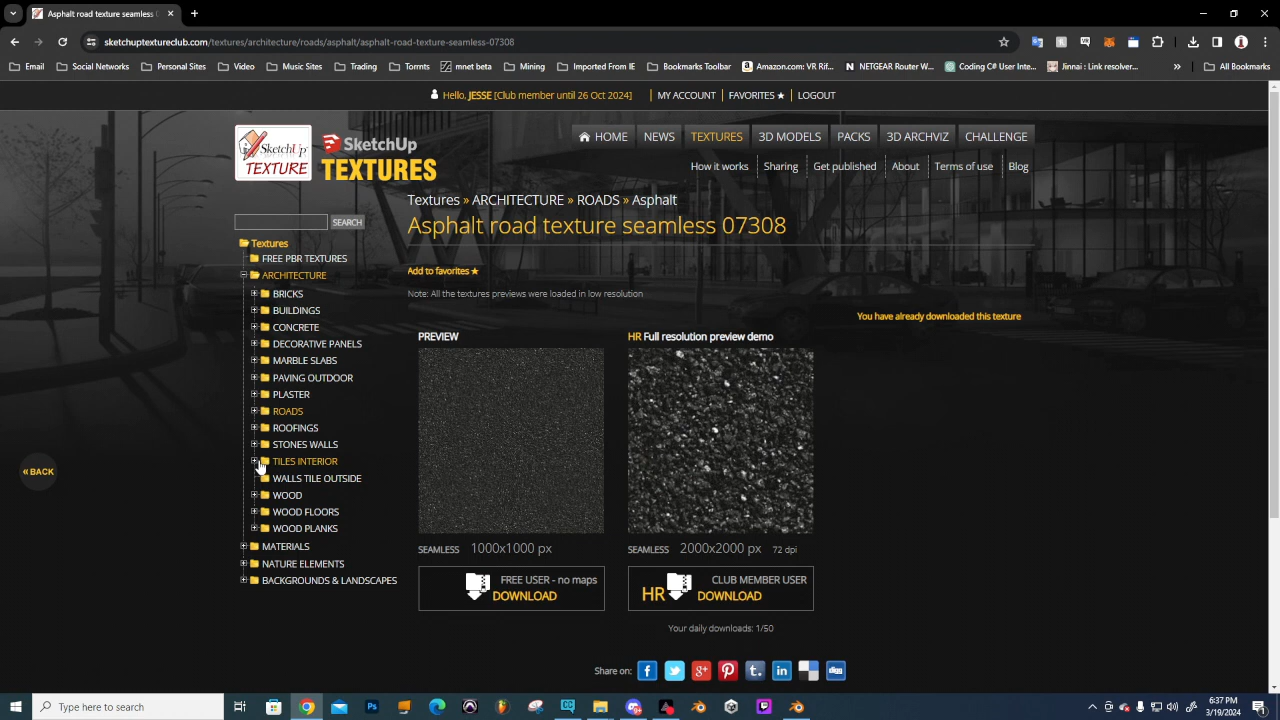 Asphalt road texture seamless 0
sketchuptextureclub.com/textures/architecture/roads/asphalt/asphalt-road-texture-seamless-07308
Email
Social Networks
Personal Sites
Video
Music Sites
Trading
Torrnts
mnet beta
Mining
Imported From IE
Bookmarks Toolbar
Amazon.com: VR Rif...
NETGEAR Router...
Coding C# User Inte...
Jinnai : Link resolver...
»
All Bookmarks
Hello, JESSE [Club member until 26 Oct 2024]
MY ACCOUNT
FAVORITES ★
LOGOUT
SketchUp
TEXTURE
SketchUp
TEXTURES
HOME
NEWS
TEXTURES
3D MODELS
PACKS
3D ARCHVIZ
CHALLENGE
How it works
Sharing
Get published
About
Terms of use
Blog
Textures » ARCHITECTURE » ROADS » Asphalt
Asphalt road texture seamless 07308
SEARCH
Textures
FREE PBR TEXTURES
ARCHITECTURE
BRICKS
BUILDINGS
CONCRETE
DECORATIVE PANELS
MARBLE SLABS
PAVING OUTDOOR
PLASTER
ROADS
ROOFINGS
STONES WALLS
TILES INTERIOR
WALLS TILE OUTSIDE
WOOD
WOOD FLOORS
WOOD PLANKS
MATERIALS
NATURE ELEMENTS
BACKGROUNDS & LANDSCAPES
« BACK
Add to favorites ★
Note: All the textures previews were loaded in low resolution
You have already downloaded this texture
PREVIEW
HR Full resolution preview demo
SEAMLESS 1000x1000 px
SEAMLESS 2000x2000 px 72 dpi
FREE USER - no maps
DOWNLOAD
HR
CLUB MEMBER USER
DOWNLOAD
Your daily downloads: 1/50
Share on:
f
g+
t.
in
digg
Type here to search
Ps
CC
6:37 PM
3/19/2024